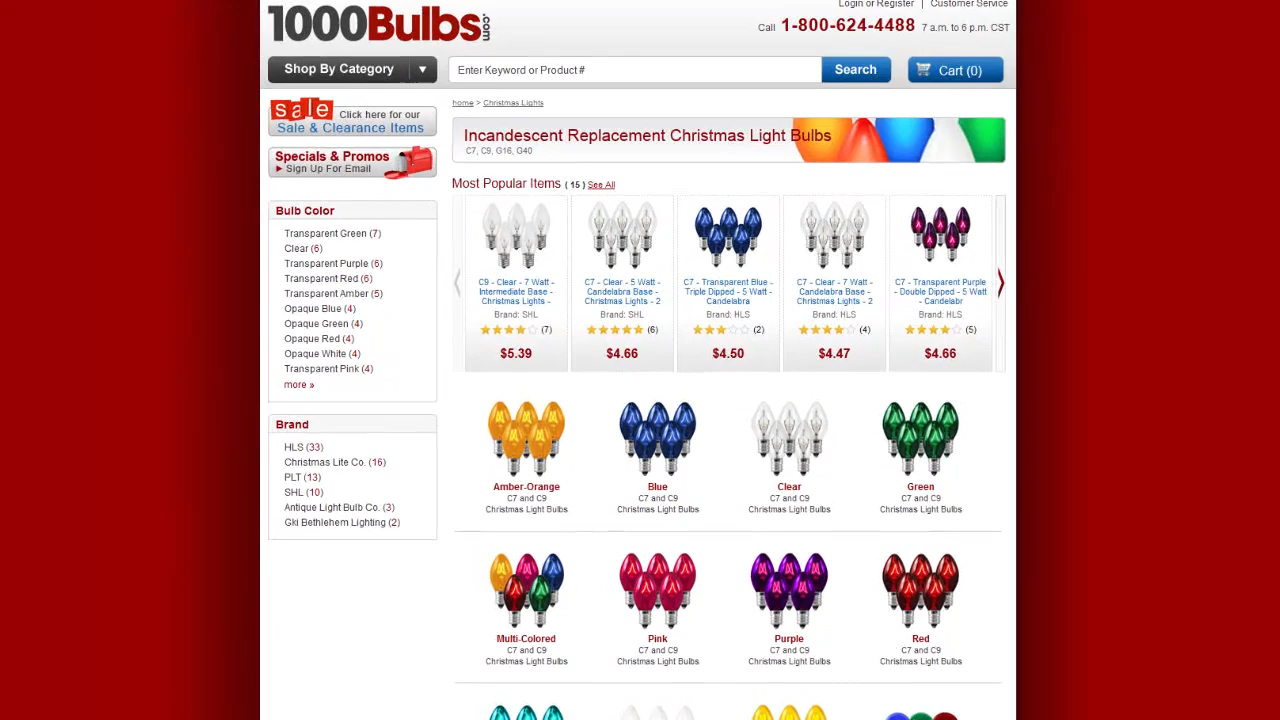 Login or Register | Customer Service
1000Bulbs.com
Call 1-800-624-4488 7 a.m. to 6 p.m. CST
Shop By Category ▼
Enter Keyword or Product #
Search
Cart (0)
sale
Click here for our
Sale & Clearance Items
Specials & Promos
Sign Up For Email
Bulb Color
Transparent Green (7)
Clear (6)
Transparent Purple (6)
Transparent Red (6)
Transparent Amber (5)
Opaque Blue (4)
Opaque Green (4)
Opaque Red (4)
Opaque White (4)
Transparent Pink (4)
more »
Brand
HLS (33)
Christmas Lite Co. (16)
PLT (13)
SHL (10)
Antique Light Bulb Co. (3)
Gki Bethlehem Lighting (2)
home > Christmas Lights
Incandescent Replacement Christmas Light Bulbs
C7, C9, G16, G40
Most Popular Items ( 15 ) See All
C9 - Clear - 7 Watt -
Intermediate Base -
Christmas Lights -
Brand: SHL
(7)
$5.39
C7 - Clear - 5 Watt -
Candelabra Base -
Christmas Lights - 2
Brand: SHL
(6)
$4.66
C7 - Transparent Blue -
Triple Dipped - 5 Watt -
Candelabra
Brand: HLS
(2)
$4.50
C7 - Clear - 7 Watt -
Candelabra Base -
Christmas Lights - 2
Brand: HLS
(4)
$4.47
C7 - Transparent Purple
- Double Dipped - 5 Watt
- Candelabr
Brand: HLS
(5)
$4.66
Amber-Orange
C7 and C9
Christmas Light Bulbs
Blue
C7 and C9
Christmas Light Bulbs
Clear
C7 and C9
Christmas Light Bulbs
Green
C7 and C9
Christmas Light Bulbs
Multi-Colored
C7 and C9
Christmas Light Bulbs
Pink
C7 and C9
Christmas Light Bulbs
Purple
C7 and C9
Christmas Light Bulbs
Red
C7 and C9
Christmas Light Bulbs